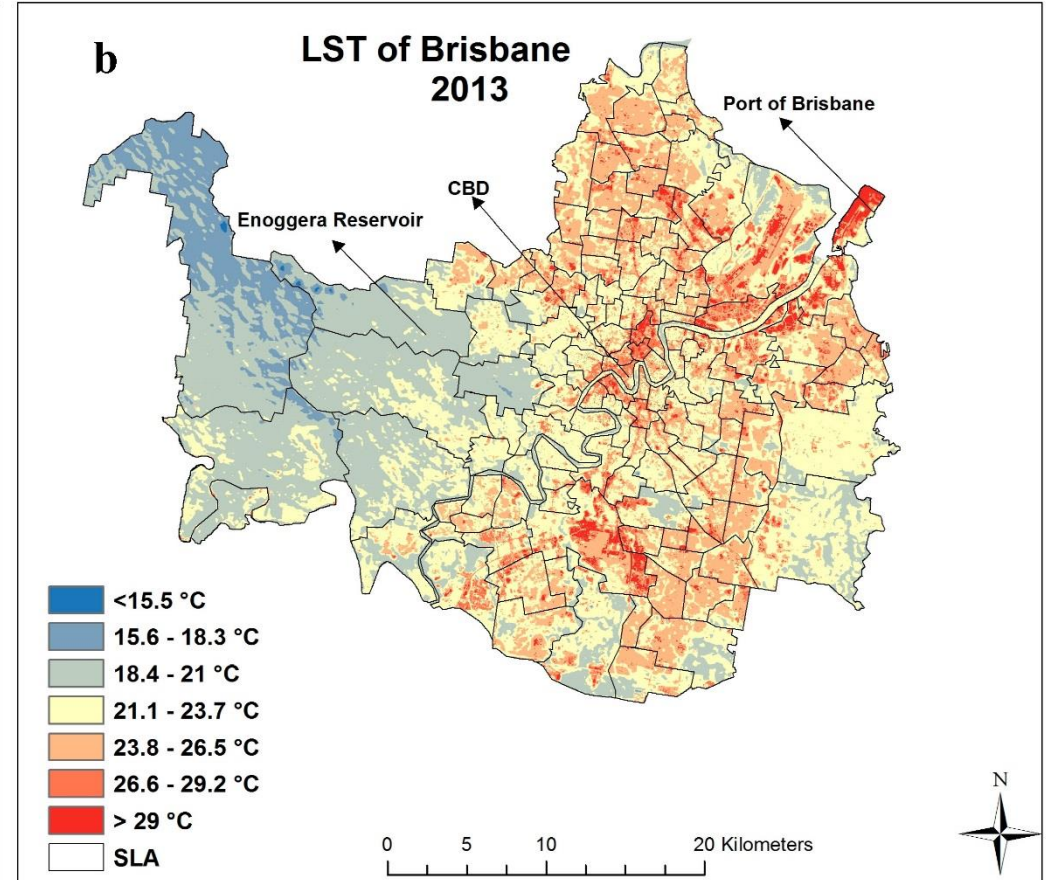 b
LST of Brisbane
2013
Port of Brisbane
CBD
Enoggera Reservoir
<15.5 °C
15.6 - 18.3 °C
18.4 - 21 °C
21.1 - 23.7 °C
23.8 - 26.5 °C
26.6 - 29.2 °C
> 29 °C
SLA
N
0 5 10 20 Kilometers